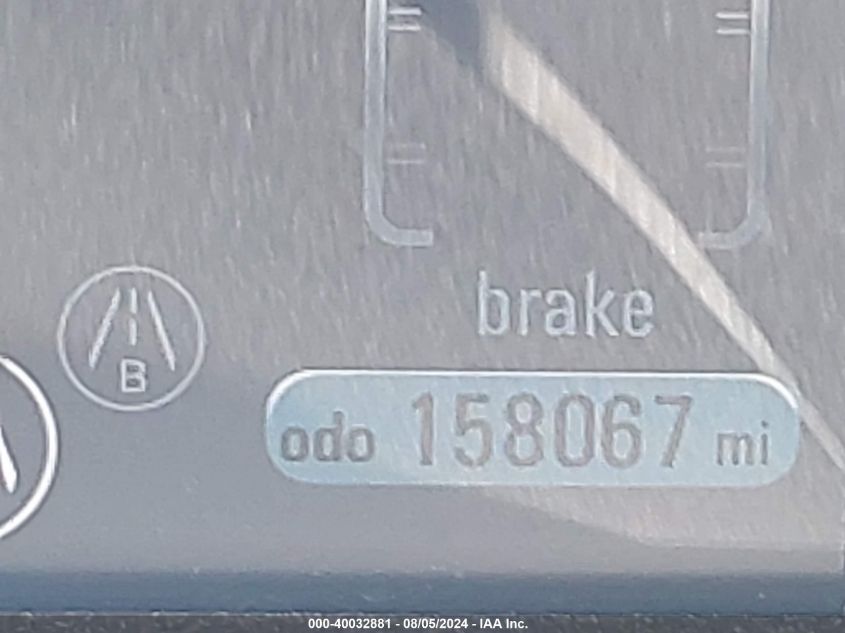 brake
B
odo 158067 mi
000-40032881 - 08/05/2024 - IAA Inc.